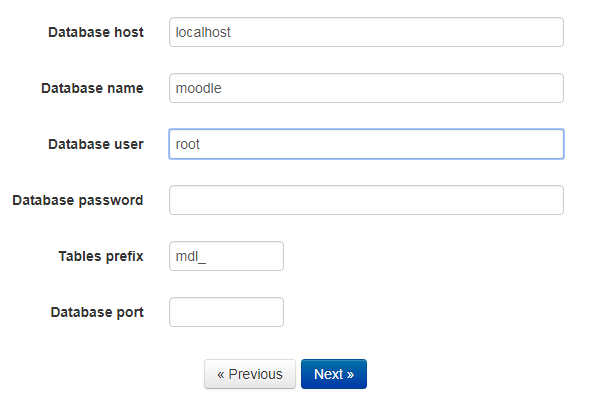 Database host localhost
Database name moodle
Database user root
Database password
Tables prefix mdl_
Database port
« Previous Next »